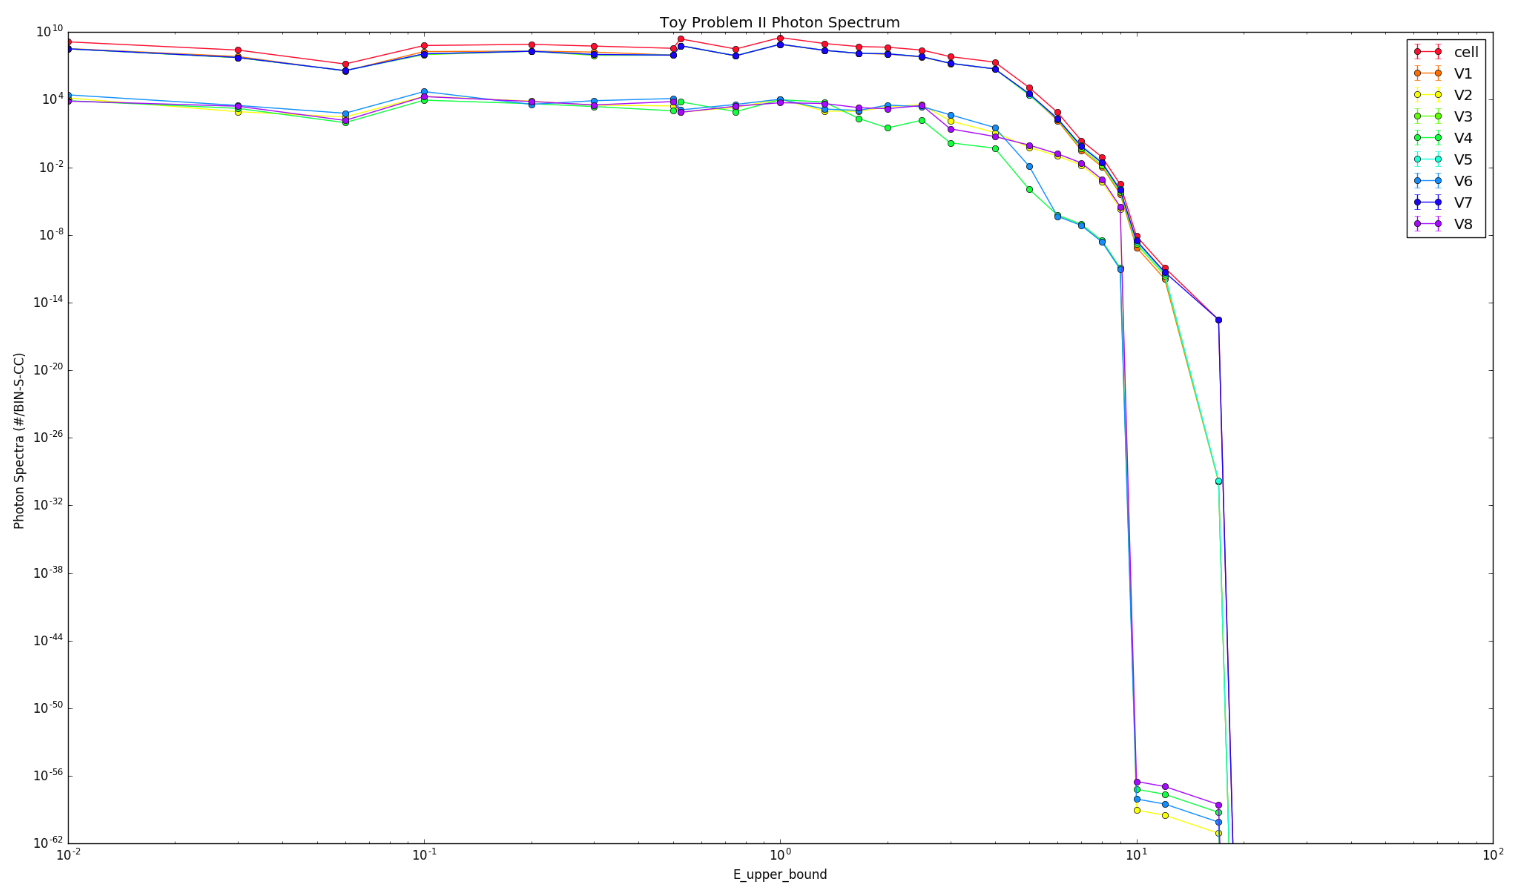 Toy Problem II Photon Spectrum
Photon Spectra (#/BIN-S-CC)
10^10
10^4
10^-2
10^-8
10^-14
10^-20
10^-26
10^-32
10^-38
10^-44
10^-50
10^-56
10^-62
cell
V1
V2
V3
V4
V5
V6
V7
V8
10^-2 10^-1 10^0 10^1 10^2
E_upper_bound